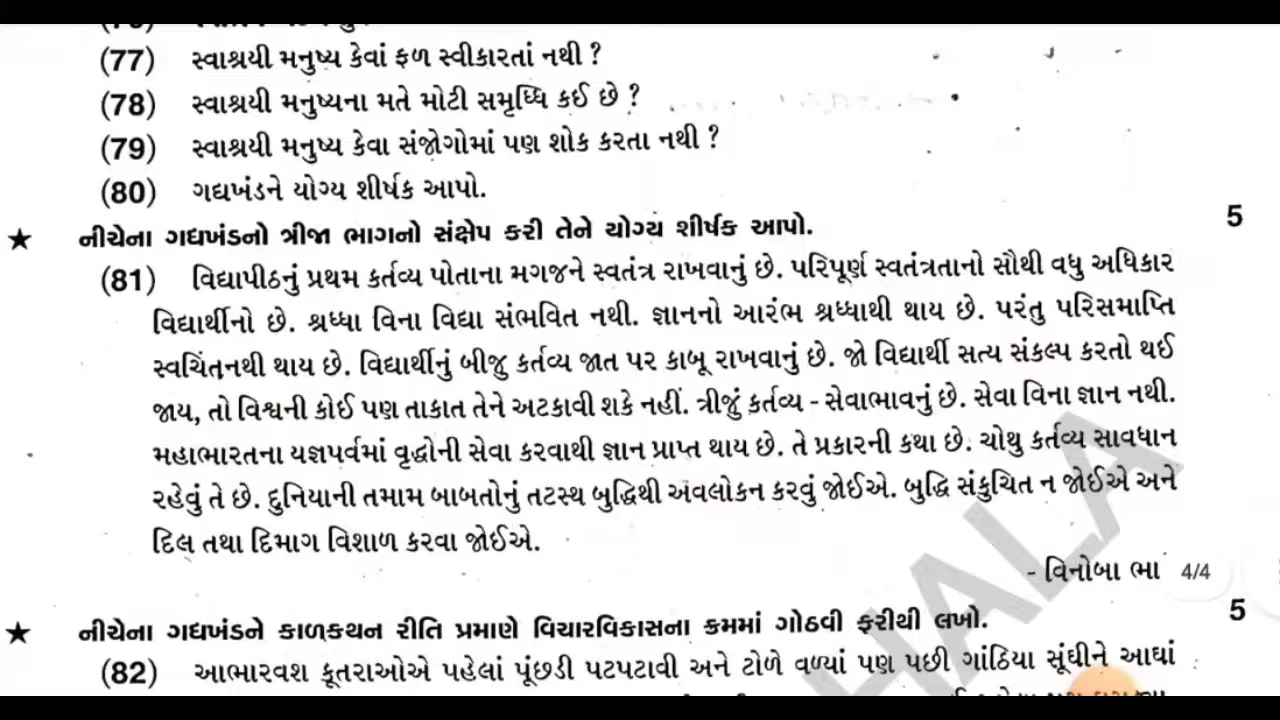 (77) સ્વાશ્રયી મનુષ્ય કેવાં ફળ સ્વીકારતાં નથી ?
(78) સ્વાશ્રયી મનુષ્યના મતે મોટી સમૃધ્ધિ કઈ છે ?
(79) સ્વાશ્રયી મનુષ્ય કેવા સંજોગોમાં પણ શોક કરતા નથી ?
(80) ગદ્યખંડને યોગ્ય શીર્ષક આપો.
★ નીચેના ગદ્યખંડનો ત્રીજા ભાગનો સંક્ષેપ કરી તેને યોગ્ય શીર્ષક આપો. 5
(81) વિદ્યાપીઠનું પ્રથમ કર્તવ્ય પોતાના મગજને સ્વતંત્ર રાખવાનું છે. પરિપૂર્ણ સ્વતંત્રતાનો સૌથી વધુ અધિકાર
વિદ્યાર્થીનો છે. શ્રધ્ધા વિના વિદ્યા સંભવિત નથી. જ્ઞાનનો આરંભ શ્રધ્ધાથી થાય છે. પરંતુ પરિસમાપ્તિ
સ્વચિંતનથી થાય છે. વિદ્યાર્થીનું બીજુ કર્તવ્ય જાત પર કાબૂ રાખવાનું છે. જો વિદ્યાર્થી સત્ય સંકલ્પ કરતો થઈ
જાય, તો વિશ્વની કોઈ પણ તાકાત તેને અટકાવી શકે નહીં. ત્રીજું કર્તવ્ય - સેવાભાવનું છે. સેવા વિના જ્ઞાન નથી.
મહાભારતના યજ્ઞપર્વમાં વૃદ્ધોની સેવા કરવાથી જ્ઞાન પ્રાપ્ત થાય છે. તે પ્રકારની કથા છે. ચોથુ કર્તવ્ય સાવધાન
રહેવું તે છે. દુનિયાની તમામ બાબતોનું તટસ્થ બુદ્ધિથી અવલોકન કરવું જોઈએ. બુદ્ધિ સંકુચિત ન જોઈએ અને
દિલ તથા દિમાગ વિશાળ કરવા જોઈએ.
- વિનોબા ભા 4/4
★ નીચેના ગદ્યખંડને કાળકથન રીતિ પ્રમાણે વિચારવિકાસના ક્રમમાં ગોઠવી ફરીથી લખો. 5
(82) આભારવશ કૂતરાઓએ પહેલાં પૂંછડી પટપટાવી અને ટોળે વળ્યાં પણ પછી ગાંઠિયા સૂંઘીને આઘાં
HALA